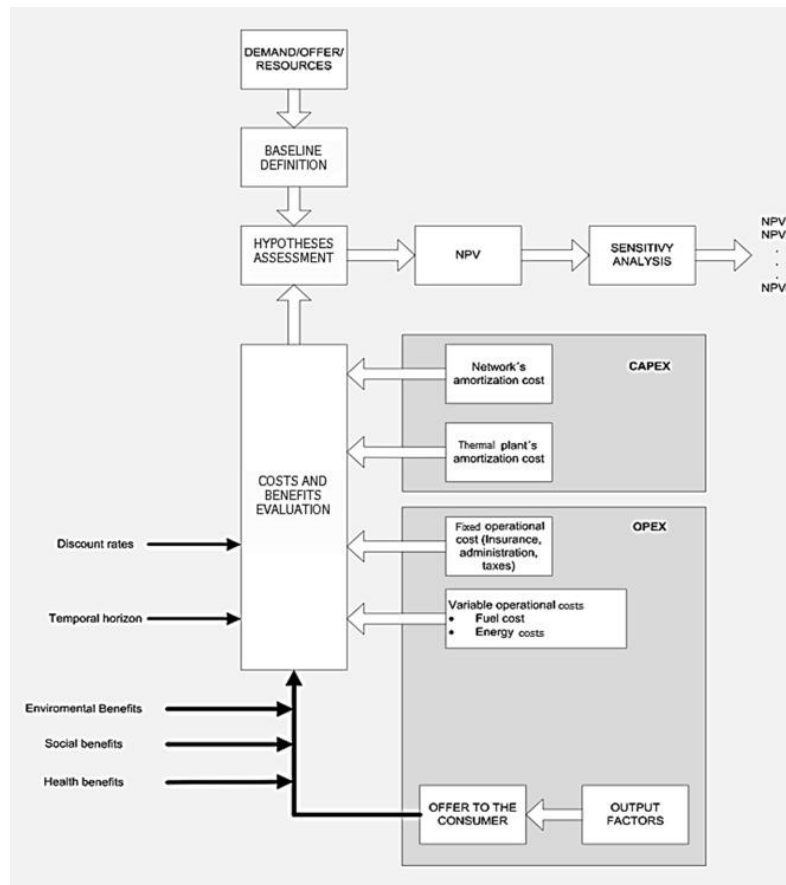 DEMAND/OFFER/
RESOURCES
BASELINE
DEFINITION
HYPOTHESES
ASSESSMENT
NPV
SENSITIVY
ANALYSIS
NPV
NPV
.
.
.
NPV
Network´s
amortization cost
CAPEX
Thermal plant's
amortization cost
COSTS AND
BENEFITS
EVALUATION
Fixed operational
cost (Insurance,
administration,
taxes)
OPEX
Discount rates
Variable operational costs
• Fuel cost
• Energy costs
Temporal horizon
Enviromental Benefits
Social benefits
Health benefits
OFFER TO THE
CONSUMER
OUTPUT
FACTORS